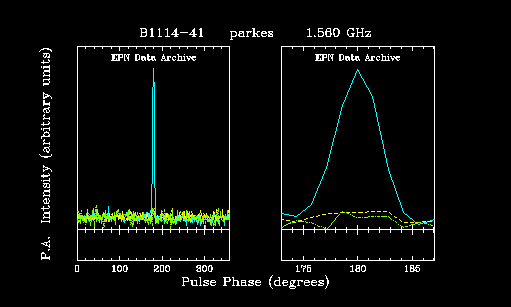 B1114-41 parkes 1.560 GHz
EPN Data Archive EPN Data Archive
P.A. Intensity (arbitrary units)
0 100 200 300 175 180 185
Pulse Phase (degrees)